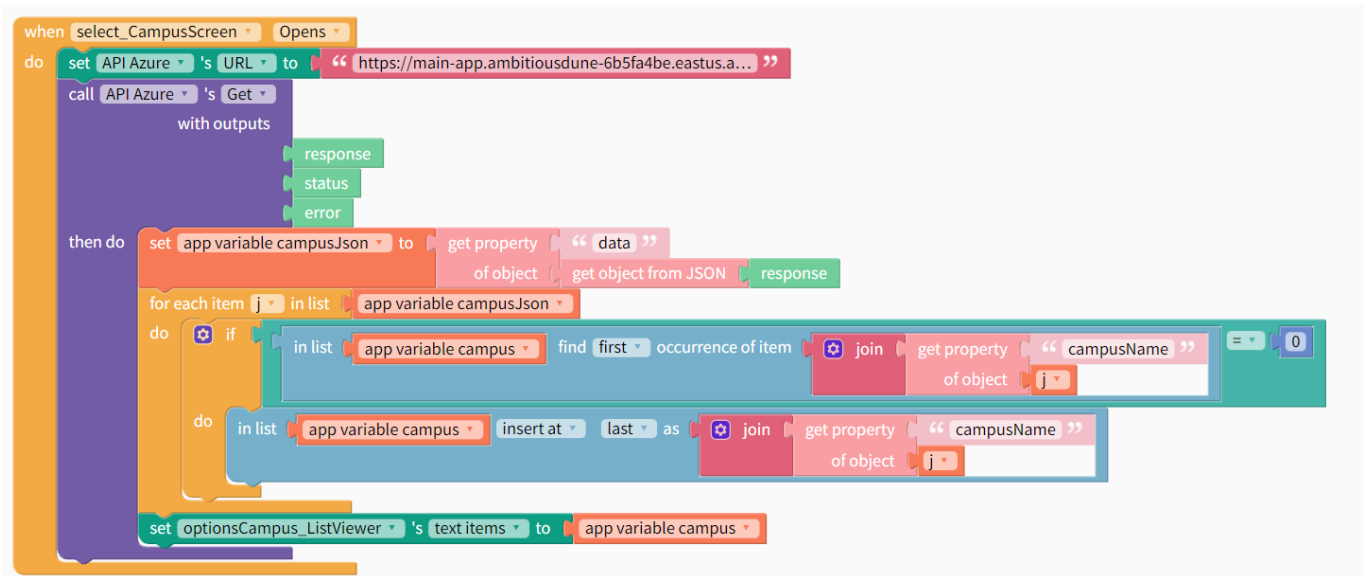 when select_CampusScreen Opens
do set API Azure 's URL to “ https://main-app.ambitiousdune-6b5fa4be.eastus.a... ”
call API Azure 's Get
with outputs
response
status
error
then do set app variable campusJson to get property “ data ”
of object get object from JSON response
for each item j in list app variable campusJson
do if in list app variable campus find first occurrence of item join get property “ campusName ” = 0
of object j
do in list app variable campus insert at last as join get property “ campusName ”
of object j
set optionsCampus_ListViewer 's text items to app variable campus